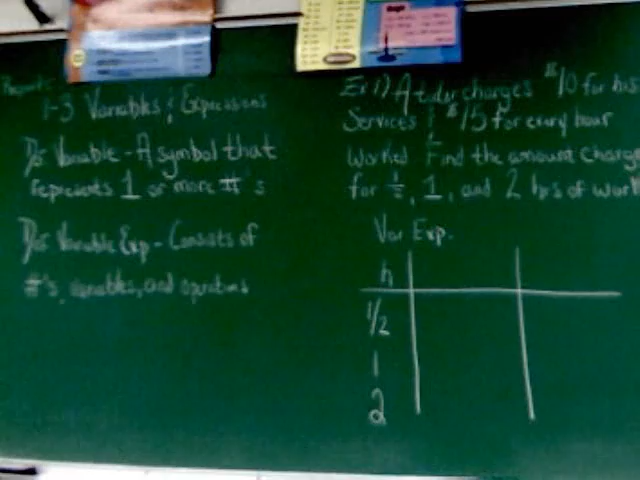 1-3 Variables & Expressions
Def Variable - A symbol that
represents 1 or more #'s
Def Variable Exp - Consists of
#'s, variables, and operations
Ex 1) A tutor charges $10 for his
Services & $15 for every hour
Worked. Find the amount charge
for 1/2, 1, and 2 hrs of work
Var Exp.
h
1/2
1
2